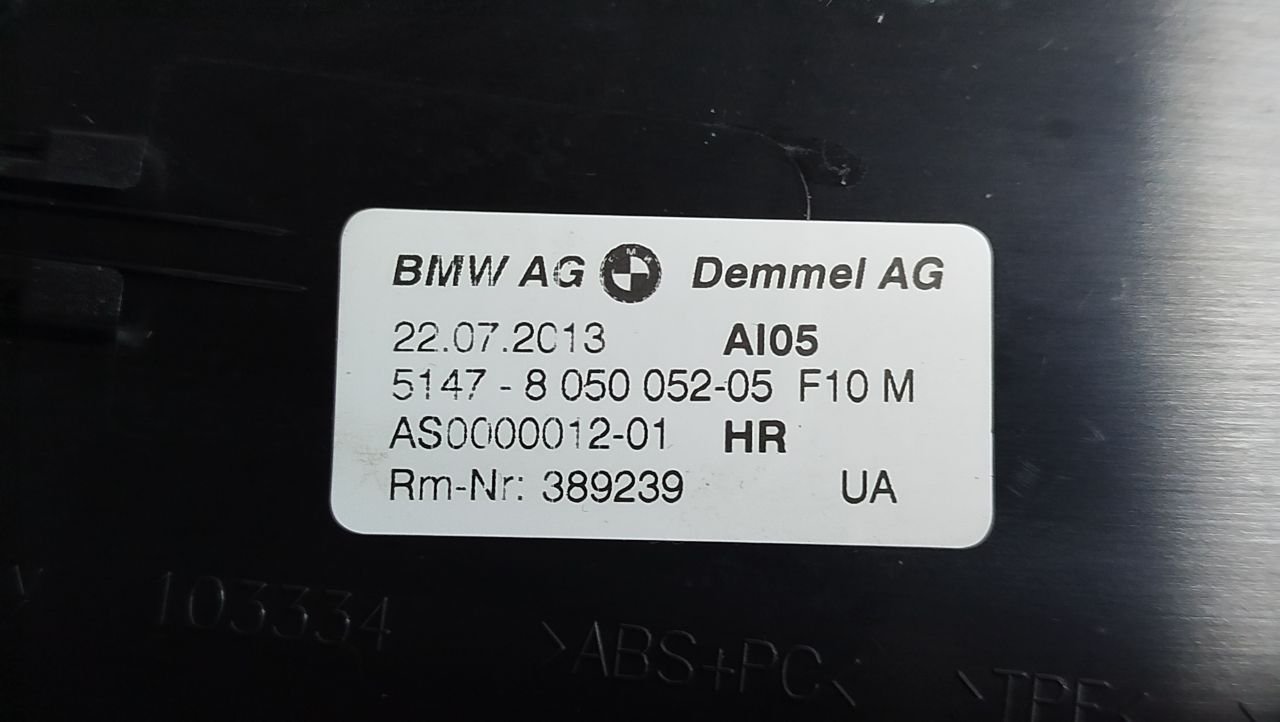 BMW AG Demmel AG
22.07.2013 AI05
5147 - 8 050 052-05 F10 M
AS0000012-01 HR
Rm-Nr: 389239 UA
103334 >ABS+PC<